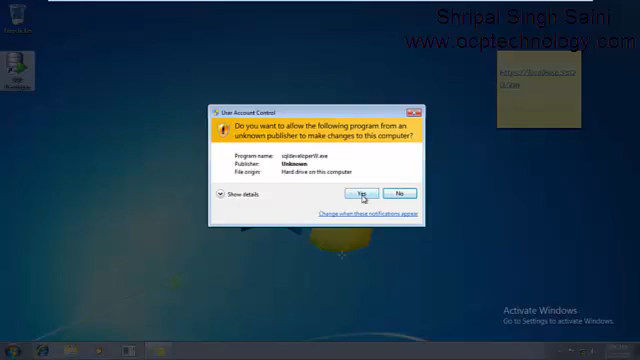 Shripal Singh Saini
www.ocptechnology.com
Recycle Bin
User Account Control
Do you want to allow the following program from an
unknown publisher to make changes to this computer?
Program name: sqldeveloperW.exe
Publisher: Unknown
File origin: Hard drive on this computer
Show details
Yes
No
Change when these notifications appear
Activate Windows
Go to Settings to activate Windows.